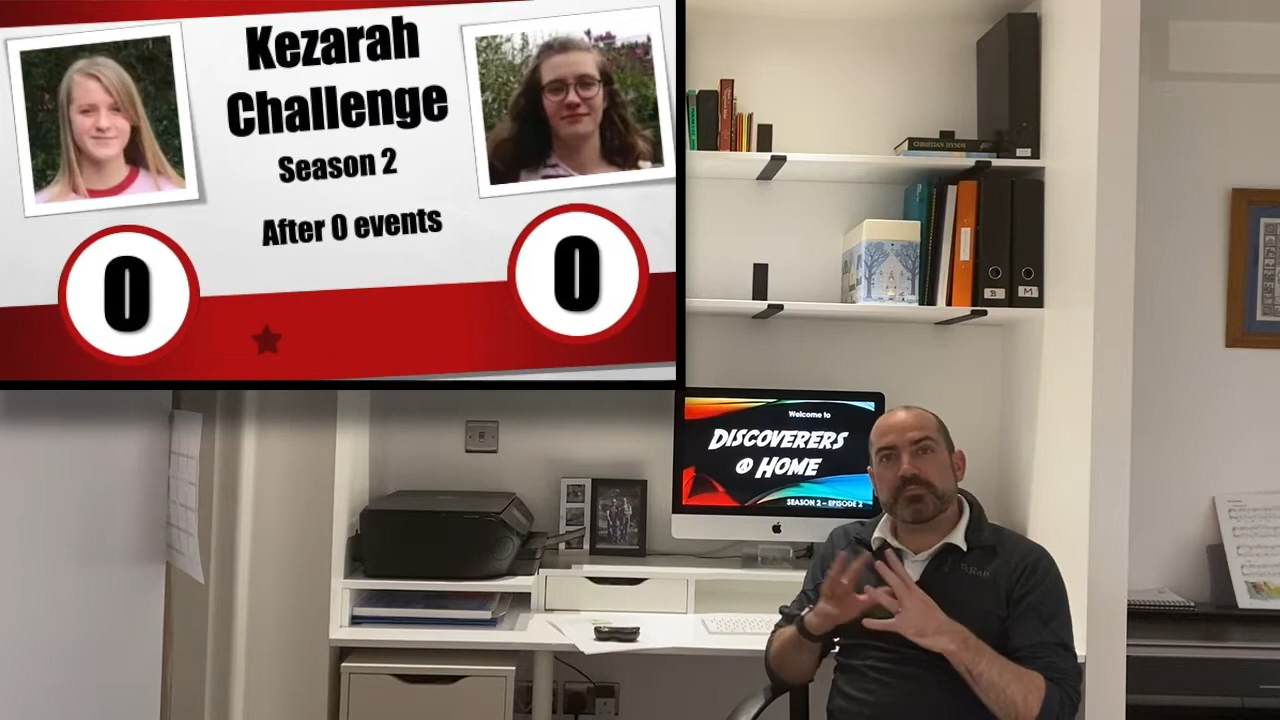 Kezarah
Challenge
Season 2
After 0 events
0
0
CHRISTIAN HYMNS
B
M
Welcome to
DISCOVERERS
@ HOME
SEASON 2 – EPISODE 2